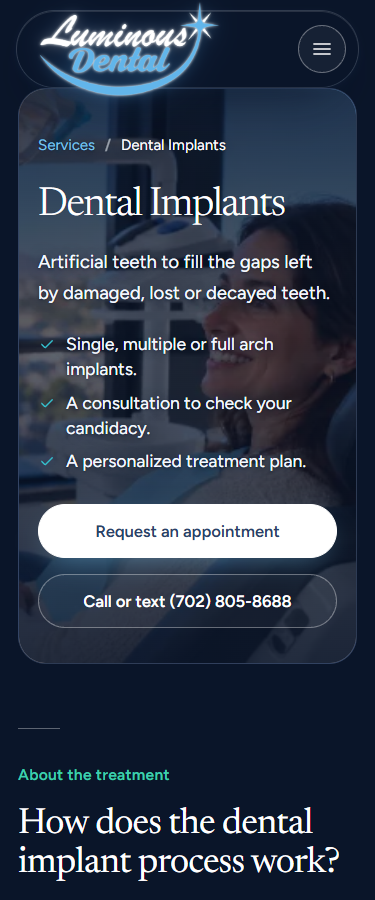 Luminous
Dental
Services / Dental Implants
Dental Implants
Artificial teeth to fill the gaps left
by damaged, lost or decayed teeth.
Single, multiple or full arch
implants.
A consultation to check your
candidacy.
A personalized treatment plan.
Request an appointment
Call or text (702) 805-8688
About the treatment
How does the dental
implant process work?